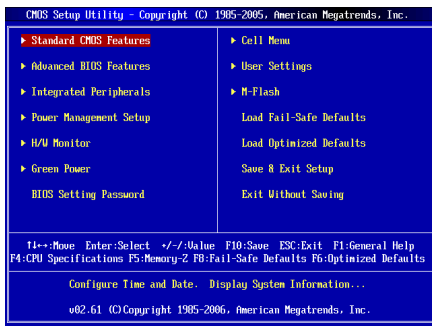 CMOS Setup Utility - Copyright (C) 1985-2005, American Megatrends, Inc.
▶ Standard CMOS Features
▶ Advanced BIOS Features
▶ Integrated Peripherals
▶ Power Management Setup
▶ H/W Monitor
▶ Green Power
BIOS Setting Password
▶ Cell Menu
▶ User Settings
▶ M-Flash
Load Fail-Safe Defaults
Load Optimized Defaults
Save & Exit Setup
Exit Without Saving
↑↓←→:Move Enter:Select +/-/:Value F10:Save ESC:Exit F1:General Help
F4:CPU Specifications F5:Memory-Z F8:Fail-Safe Defaults F6:Optimized Defaults
Configure Time and Date. Display System Information...
v02.61 (C)Copyright 1985-2006, American Megatrends, Inc.